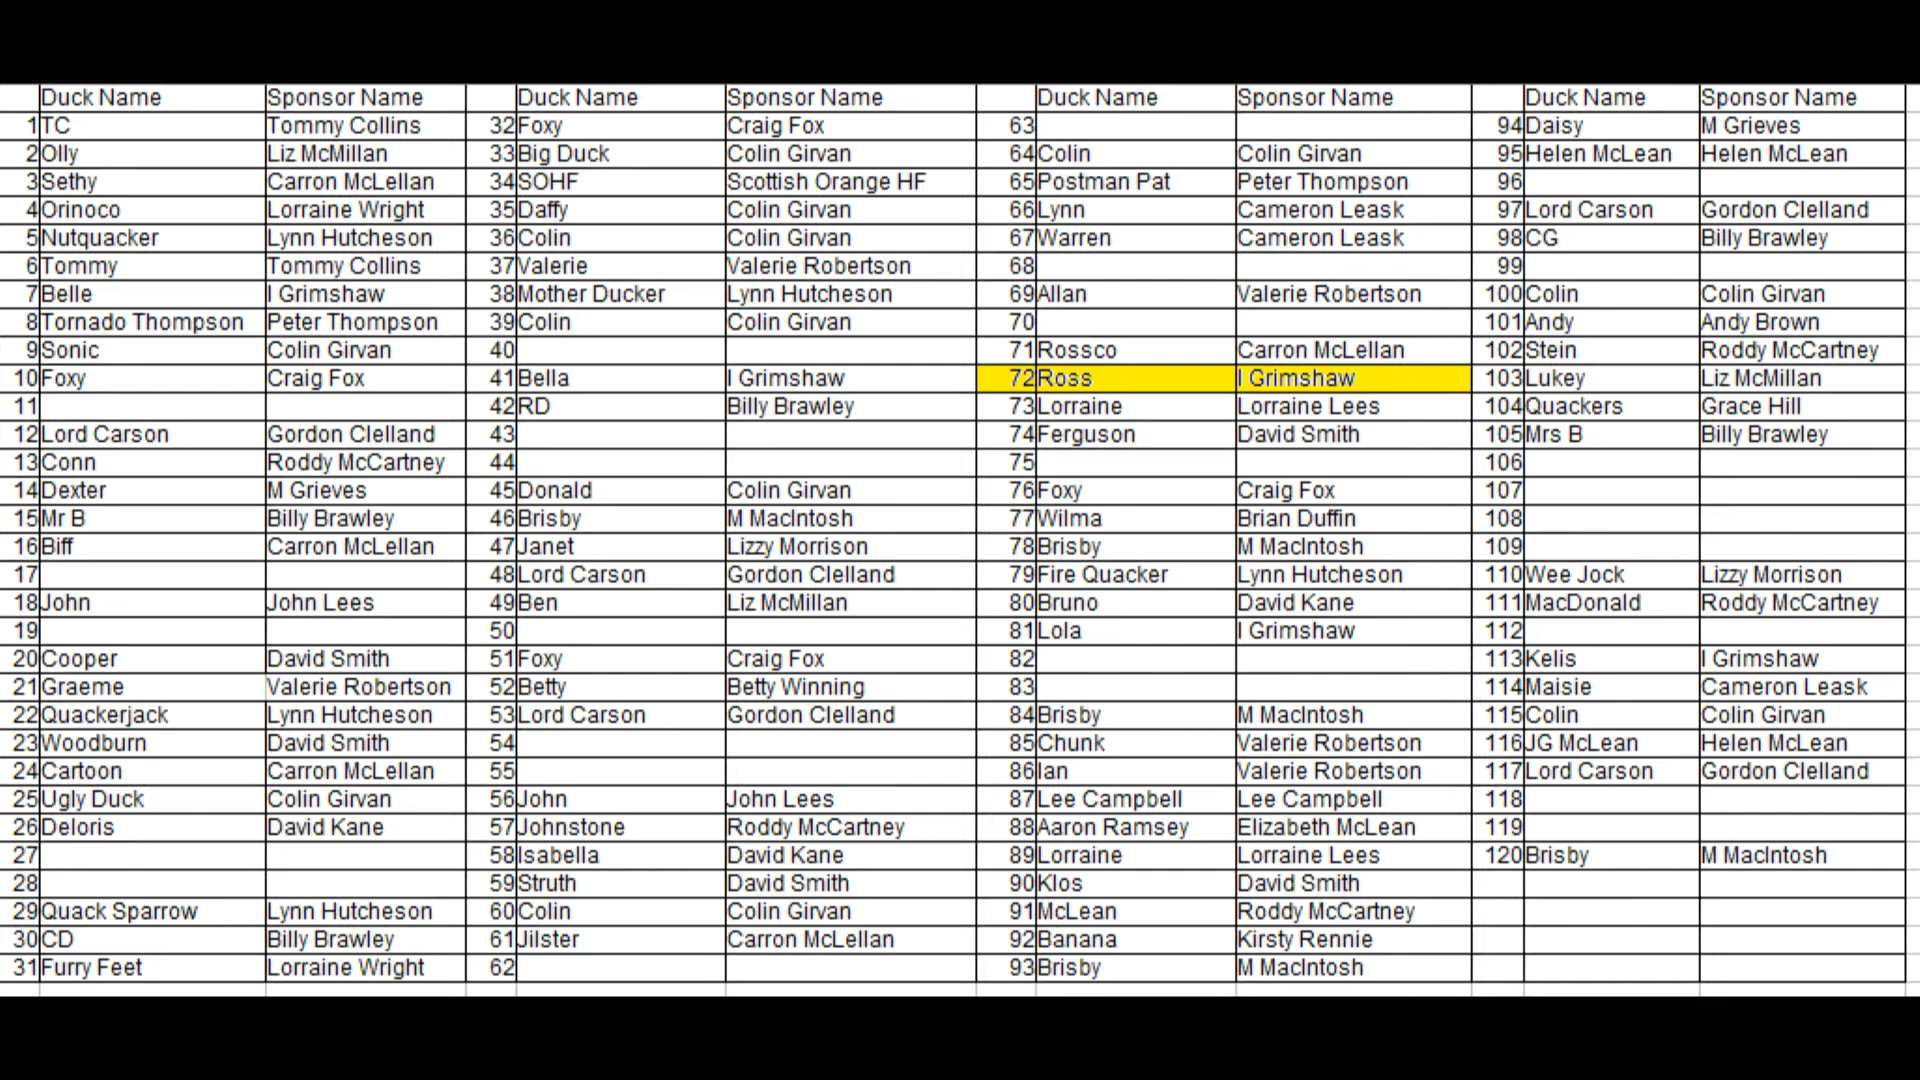 Duck Name Sponsor Name Duck Name Sponsor Name Duck Name Sponsor Name Duck Name Sponsor Name
1 TC Tommy Collins 32 Foxy Craig Fox 63 94 Daisy M Grieves
2 Olly Liz McMillan 33 Big Duck Colin Girvan 64 Colin Colin Girvan 95 Helen McLean Helen McLean
3 Sethy Carron McLellan 34 SOHF Scottish Orange HF 65 Postman Pat Peter Thompson 96
4 Orinoco Lorraine Wright 35 Daffy Colin Girvan 66 Lynn Cameron Leask 97 Lord Carson Gordon Clelland
5 Nutquacker Lynn Hutcheson 36 Colin Colin Girvan 67 Warren Cameron Leask 98 CG Billy Brawley
6 Tommy Tommy Collins 37 Valerie Valerie Robertson 68 99
7 Belle I Grimshaw 38 Mother Ducker Lynn Hutcheson 69 Allan Valerie Robertson 100 Colin Colin Girvan
8 Tornado Thompson Peter Thompson 39 Colin Colin Girvan 70 101 Andy Andy Brown
9 Sonic Colin Girvan 40 71 Rossco Carron McLellan 102 Stein Roddy McCartney
10 Foxy Craig Fox 41 Bella I Grimshaw 72 Ross I Grimshaw 103 Lukey Liz McMillan
11 42 RD Billy Brawley 73 Lorraine Lorraine Lees 104 Quackers Grace Hill
12 Lord Carson Gordon Clelland 43 74 Ferguson David Smith 105 Mrs B Billy Brawley
13 Conn Roddy McCartney 44 75 106
14 Dexter M Grieves 45 Donald Colin Girvan 76 Foxy Craig Fox 107
15 Mr B Billy Brawley 46 Brisby M MacIntosh 77 Wilma Brian Duffin 108
16 Biff Carron McLellan 47 Janet Lizzy Morrison 78 Brisby M MacIntosh 109
17 48 Lord Carson Gordon Clelland 79 Fire Quacker Lynn Hutcheson 110 Wee Jock Lizzy Morrison
18 John John Lees 49 Ben Liz McMillan 80 Bruno David Kane 111 MacDonald Roddy McCartney
19 50 81 Lola I Grimshaw 112
20 Cooper David Smith 51 Foxy Craig Fox 82 113 Kelis I Grimshaw
21 Graeme Valerie Robertson 52 Betty Betty Winning 83 114 Maisie Cameron Leask
22 Quackerjack Lynn Hutcheson 53 Lord Carson Gordon Clelland 84 Brisby M MacIntosh 115 Colin Colin Girvan
23 Woodburn David Smith 54 85 Chunk Valerie Robertson 116 JG McLean Helen McLean
24 Cartoon Carron McLellan 55 86 Ian Valerie Robertson 117 Lord Carson Gordon Clelland
25 Ugly Duck Colin Girvan 56 John John Lees 87 Lee Campbell Lee Campbell 118
26 Deloris David Kane 57 Johnstone Roddy McCartney 88 Aaron Ramsey Elizabeth McLean 119
27 58 Isabella David Kane 89 Lorraine Lorraine Lees 120 Brisby M MacIntosh
28 59 Struth David Smith 90 Klos David Smith
29 Quack Sparrow Lynn Hutcheson 60 Colin Colin Girvan 91 McLean Roddy McCartney
30 CD Billy Brawley 61 Jilster Carron McLellan 92 Banana Kirsty Rennie
31 Furry Feet Lorraine Wright 62 93 Brisby M MacIntosh